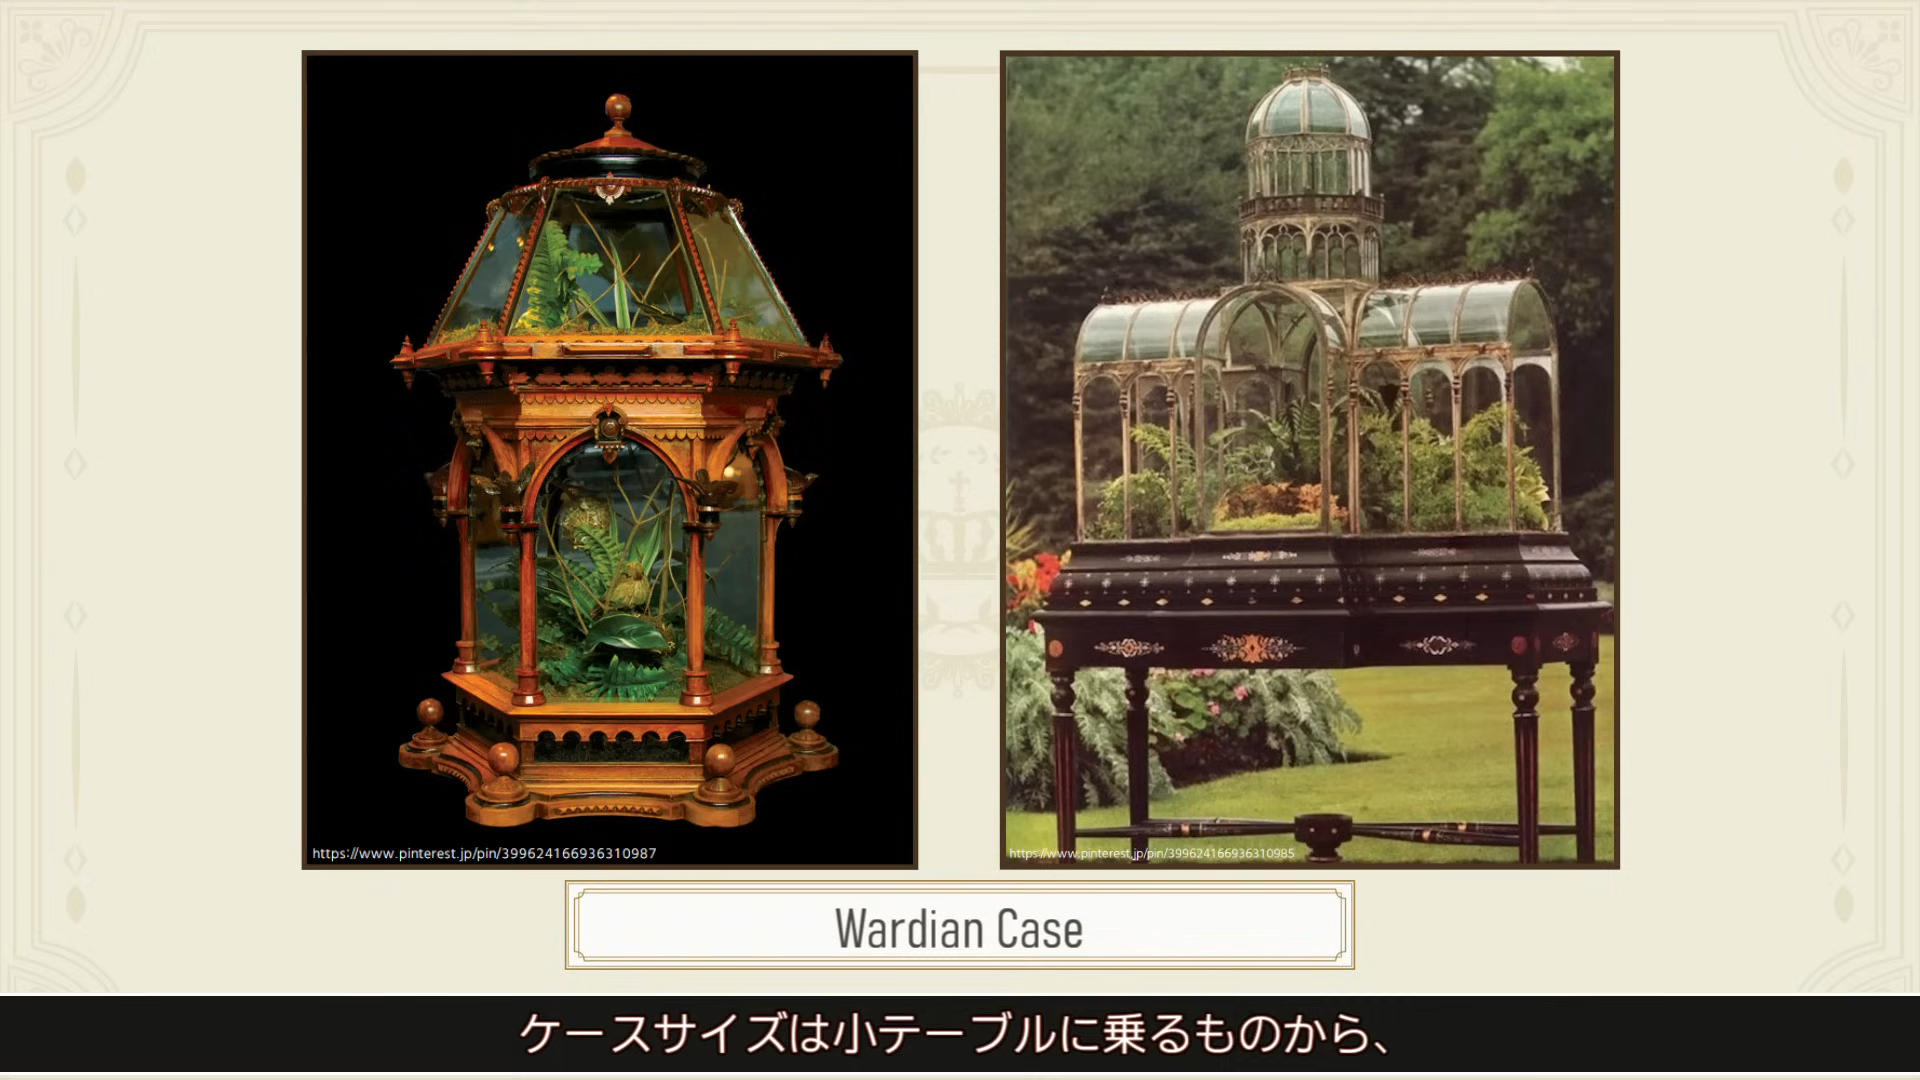 https://www.pinterest.jp/pin/399624166936310987
https://www.pinterest.jp/pin/399624166936310985
Wardian Case
ケースサイズは小テーブルに乗るものから、